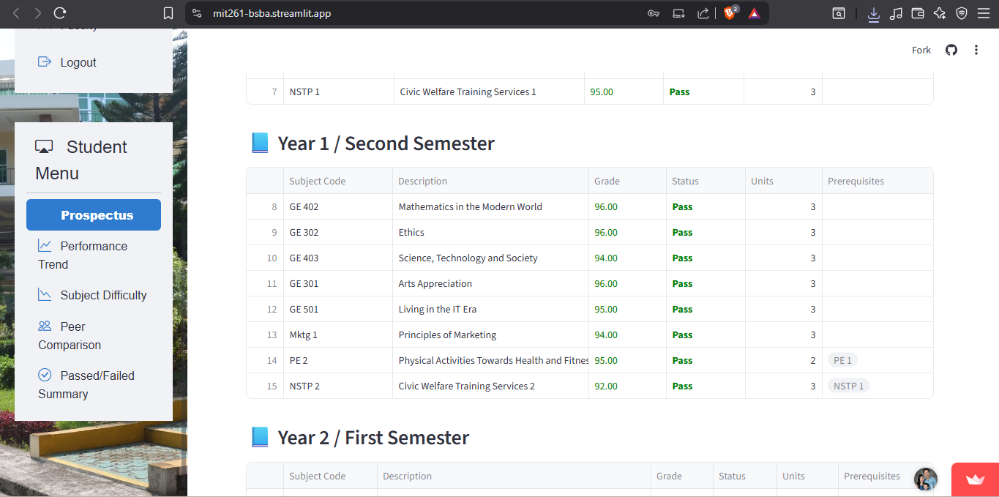 mit261-bsba.streamlit.app
2
Fork
Faculty
Logout
Student
Menu
Prospectus
Performance
Trend
Subject Difficulty
Peer
Comparison
Passed/Failed
Summary
7 NSTP 1 Civic Welfare Training Services 1 95.00 Pass 3
Year 1 / Second Semester
Subject Code Description Grade Status Units Prerequisites
8 GE 402 Mathematics in the Modern World 96.00 Pass 3
9 GE 302 Ethics 96.00 Pass 3
10 GE 403 Science, Technology and Society 94.00 Pass 3
11 GE 301 Arts Appreciation 96.00 Pass 3
12 GE 501 Living in the IT Era 95.00 Pass 3
13 Mktg 1 Principles of Marketing 94.00 Pass 3
14 PE 2 Physical Activities Towards Health and Fitnes 95.00 Pass 2 PE 1
15 NSTP 2 Civic Welfare Training Services 2 92.00 Pass 3 NSTP 1
Year 2 / First Semester
Subject Code Description Grade Status Units Prerequisites